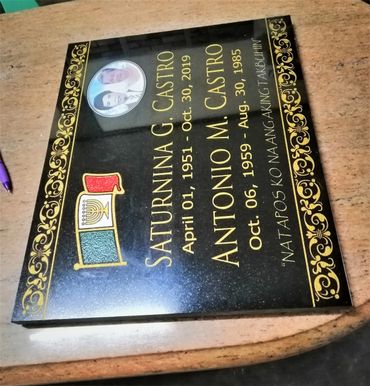 SATURNINA G. CASTRO
April 01, 1951 - Oct. 30, 2019
ANTONIO M. CASTRO
Oct. 06, 1959 - Aug. 30, 1985
"NATAPOS KO NA ANG AKING TAKBUHIN"